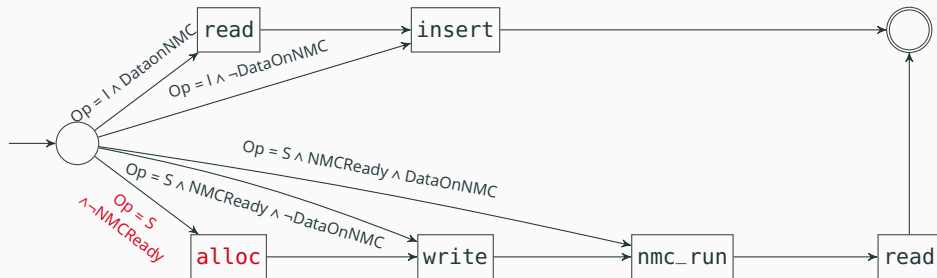 read
insert
Op = I ∧ DataonNMC
Op = I ∧ ¬DataOnNMC
Op = S ∧ NMCReady ∧ DataOnNMC
Op = S ∧ NMCReady ∧ ¬DataOnNMC
Op = S
∧¬NMCReady
alloc
write
nmc_run
read